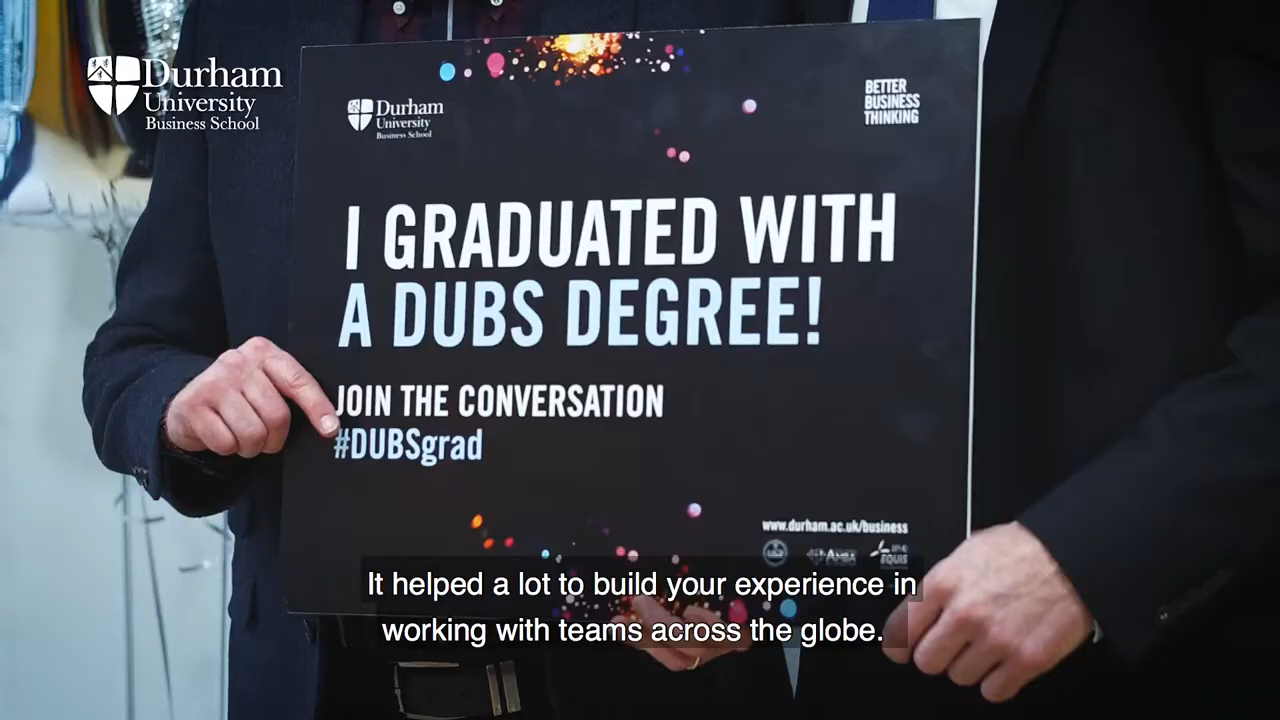 Durham
University
Business School
Durham
University
Business School
BETTER
BUSINESS
THINKING
I GRADUATED WITH
A DUBS DEGREE!
JOIN THE CONVERSATION
#DUBSgrad
www.durham.ac.uk/business
EQUIS
It helped a lot to build your experience in
working with teams across the globe.